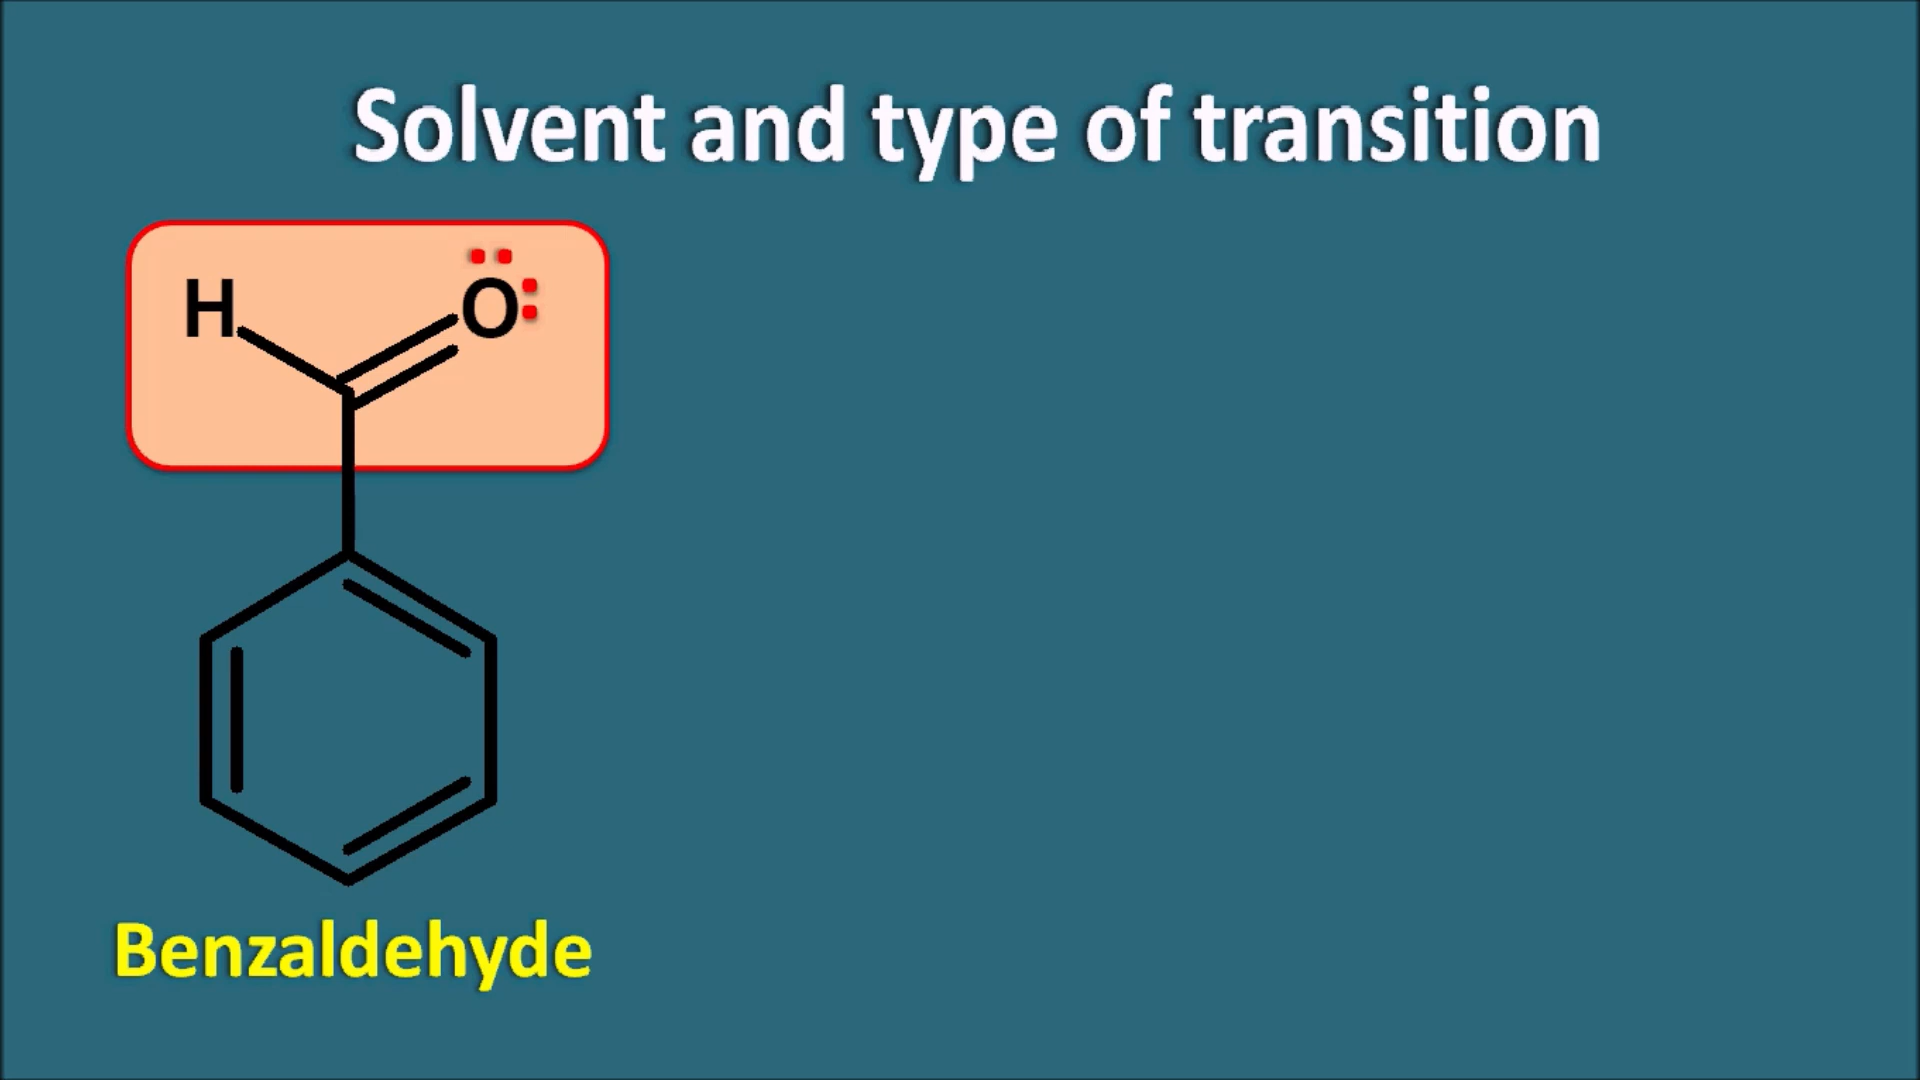 Solvent and type of transition
H
O
Benzaldehyde